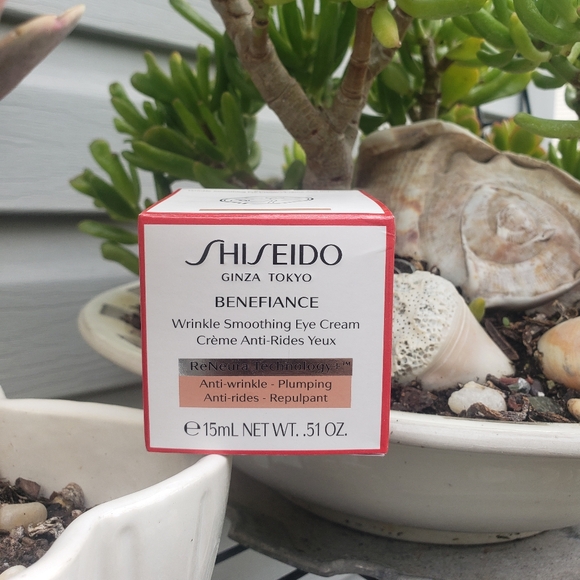 SHISEIDO
GINZA TOKYO
BENEFIANCE
Wrinkle Smoothing Eye Cream
Crème Anti-Rides Yeux
ReNeura Technology+™
Anti-wrinkle - Plumping
Anti-rides - Repulpant
℮15mL NET WT. .51 OZ.